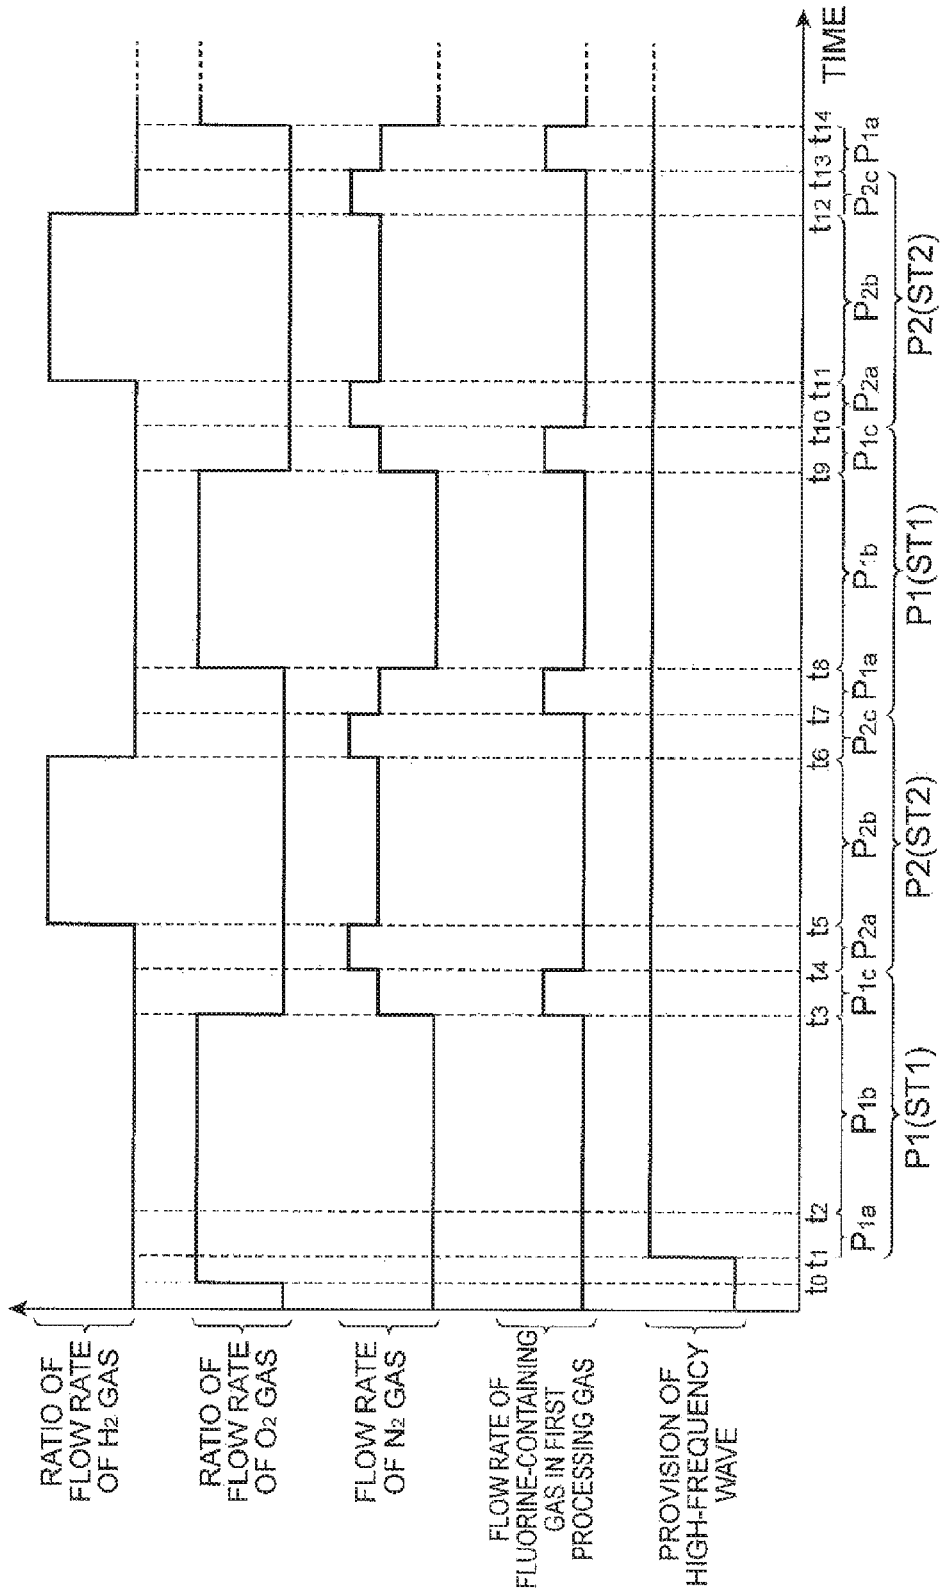 RATIO OF
FLOW RATE
OF H2 GAS
RATIO OF
FLOW RATE
OF O2 GAS
FLOW RATE
OF N2 GAS
FLOW RATE OF
FLUORINE-CONTAINING
GAS IN FIRST
PROCESSING GAS
PROVISION OF
HIGH-FREQUENCY
WAVE
t0 t1 t2 t3 t4 t5 t6 t7 t8 t9 t10 t11 t12 t13 t14
TIME
P1a P1b P1c P2a P2b P2c P1a P1b P1c P2a P2b P2c P1a
P1(ST1) P2(ST2) P1(ST1) P2(ST2)